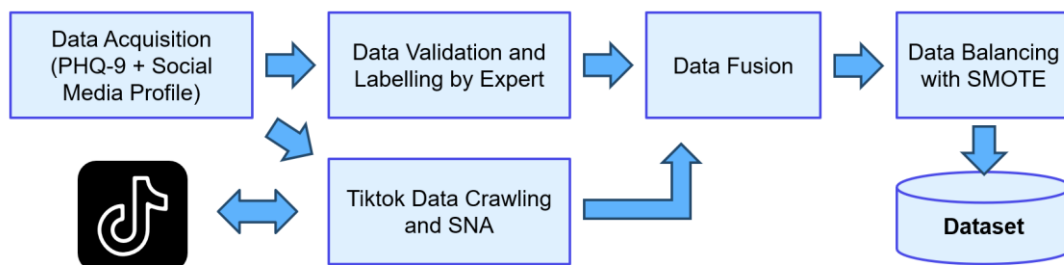 Data Acquisition
(PHQ-9 + Social
Media Profile)
Data Validation and
Labelling by Expert
Data Fusion
Data Balancing
with SMOTE
Tiktok Data Crawling
and SNA
Dataset